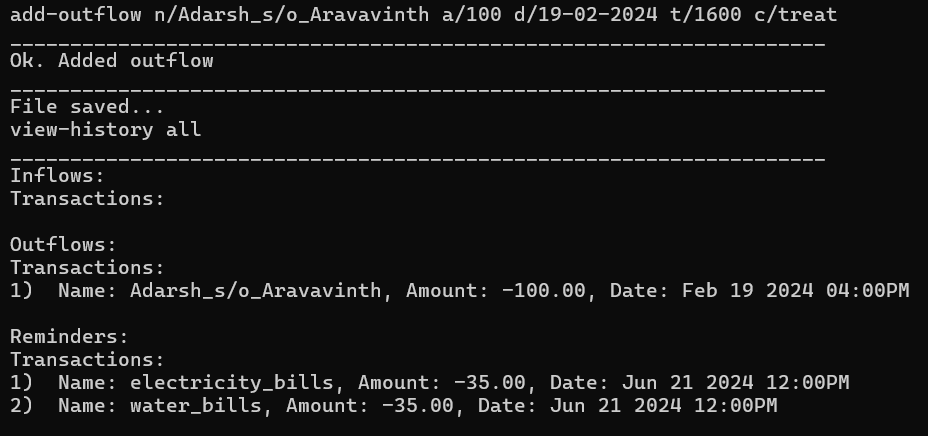 add-outflow n/Adarsh_s/o_Aravavinth a/100 d/19-02-2024 t/1600 c/treat
____________________________________________________________________
Ok. Added outflow
____________________________________________________________________
File saved...
view-history all
____________________________________________________________________
Inflows:
Transactions:

Outflows:
Transactions:
1)  Name: Adarsh_s/o_Aravavinth, Amount: -100.00, Date: Feb 19 2024 04:00PM

Reminders:
Transactions:
1)  Name: electricity_bills, Amount: -35.00, Date: Jun 21 2024 12:00PM
2)  Name: water_bills, Amount: -35.00, Date: Jun 21 2024 12:00PM